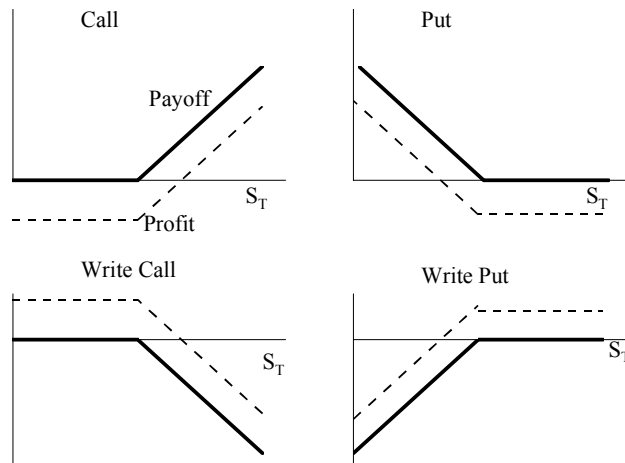 Call
Put
Payoff
S_T
S_T
Profit
Write Call
Write Put
S_T
S_T